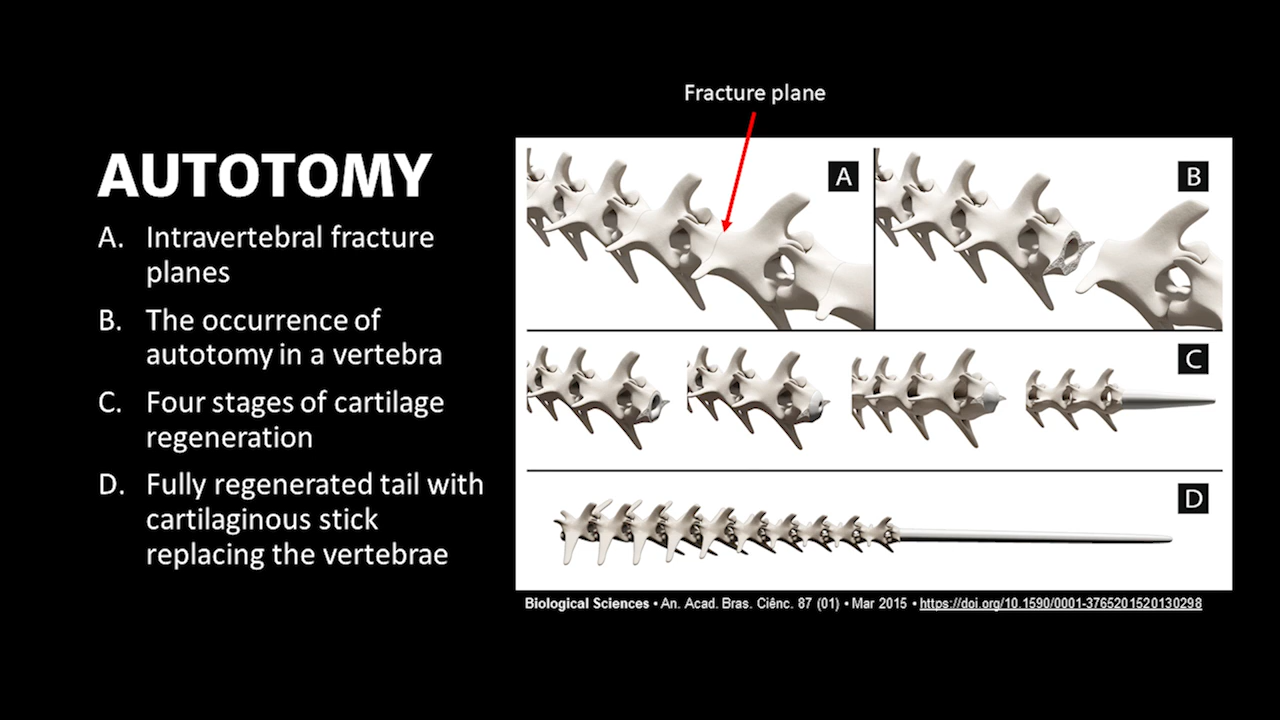 Fracture plane
AUTOTOMY
A. Intravertebral fracture
planes
B. The occurrence of
autotomy in a vertebra
C. Four stages of cartilage
regeneration
D. Fully regenerated tail with
cartilaginous stick
replacing the vertebrae
A
B
C
D
Biological Sciences • An. Acad. Bras. Ciênc. 87 (01) • Mar 2015 • https://doi.org/10.1590/0001-3765201520130298